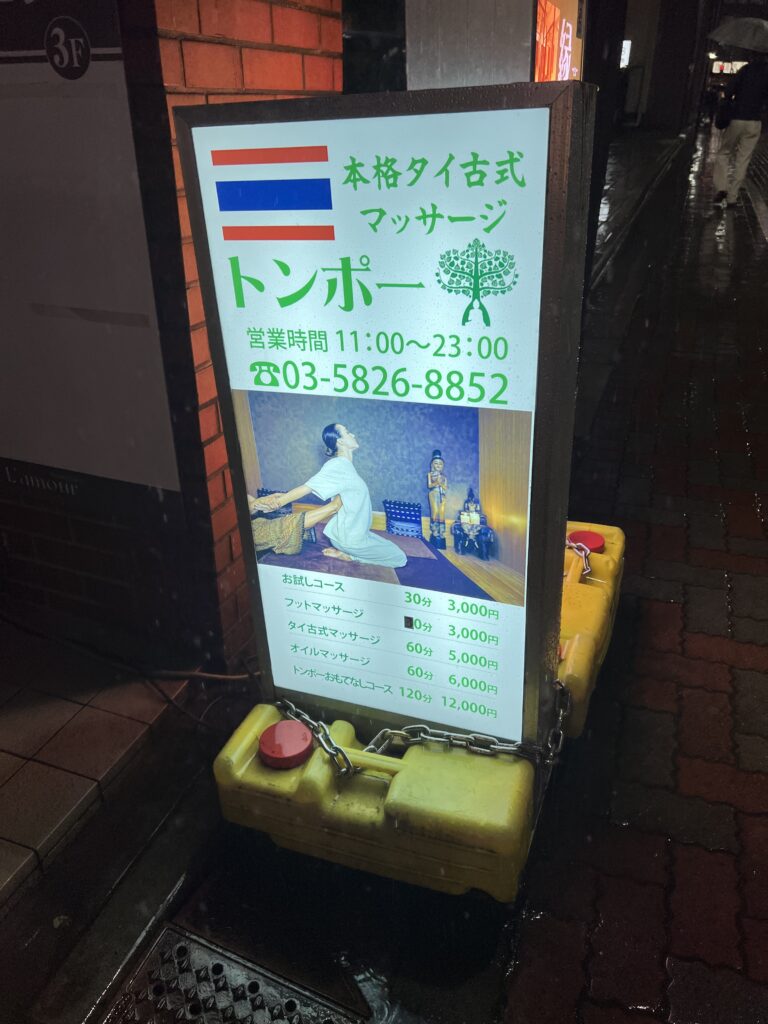 3F
本格タイ古式
マッサージ
トンポー
営業時間 11:00～23:00
☎03-5826-8852
お試しコース 30分 3,000円
フットマッサージ 0分 3,000円
タイ古式マッサージ 60分 5,000円
オイルマッサージ 60分 6,000円
トンポーおもてなしコース 120分 12,000円
L'amour